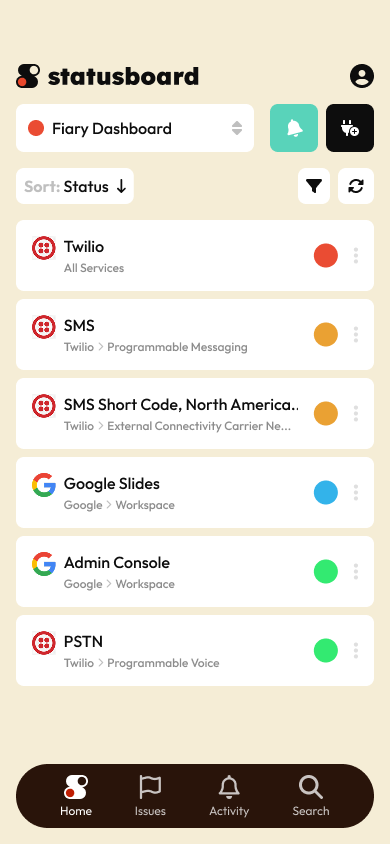 statusboard
Fiary Dashboard
Sort: Status
Twilio
All Services
SMS
Twilio > Programmable Messaging
SMS Short Code, North America..
Twilio > External Connectivity Carrier Ne...
Google Slides
Google > Workspace
Admin Console
Google > Workspace
PSTN
Twilio > Programmable Voice
Home
Issues
Activity
Search